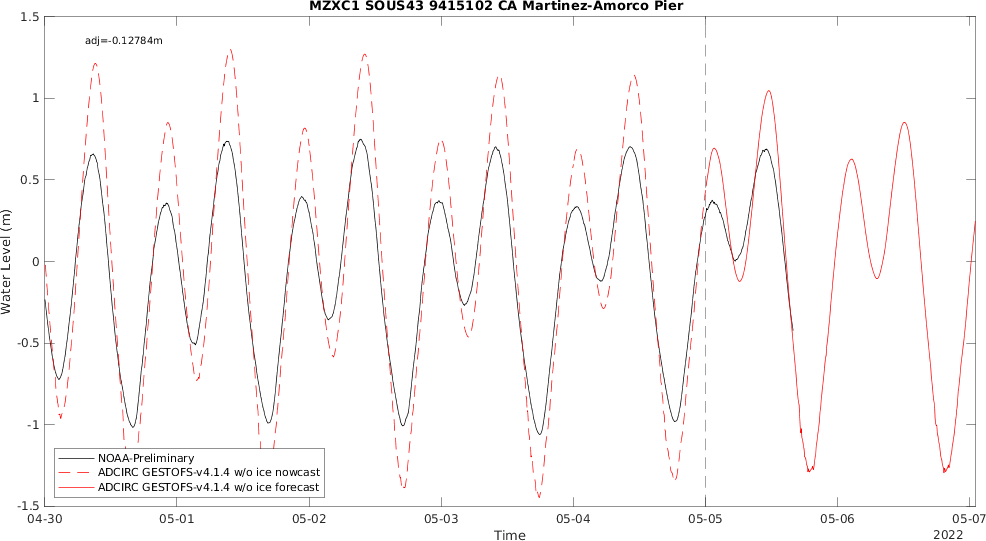 MZXC1 SOUS43 9415102 CA Martinez-Amorco Pier
adj=-0.12784m
1.5
1
0.5
0
-0.5
-1
-1.5
Water Level (m)
NOAA-Preliminary
ADCIRC GESTOFS-v4.1.4 w/o ice nowcast
ADCIRC GESTOFS-v4.1.4 w/o ice forecast
04-30 05-01 05-02 05-03 05-04 05-05 05-06 05-07
Time
2022